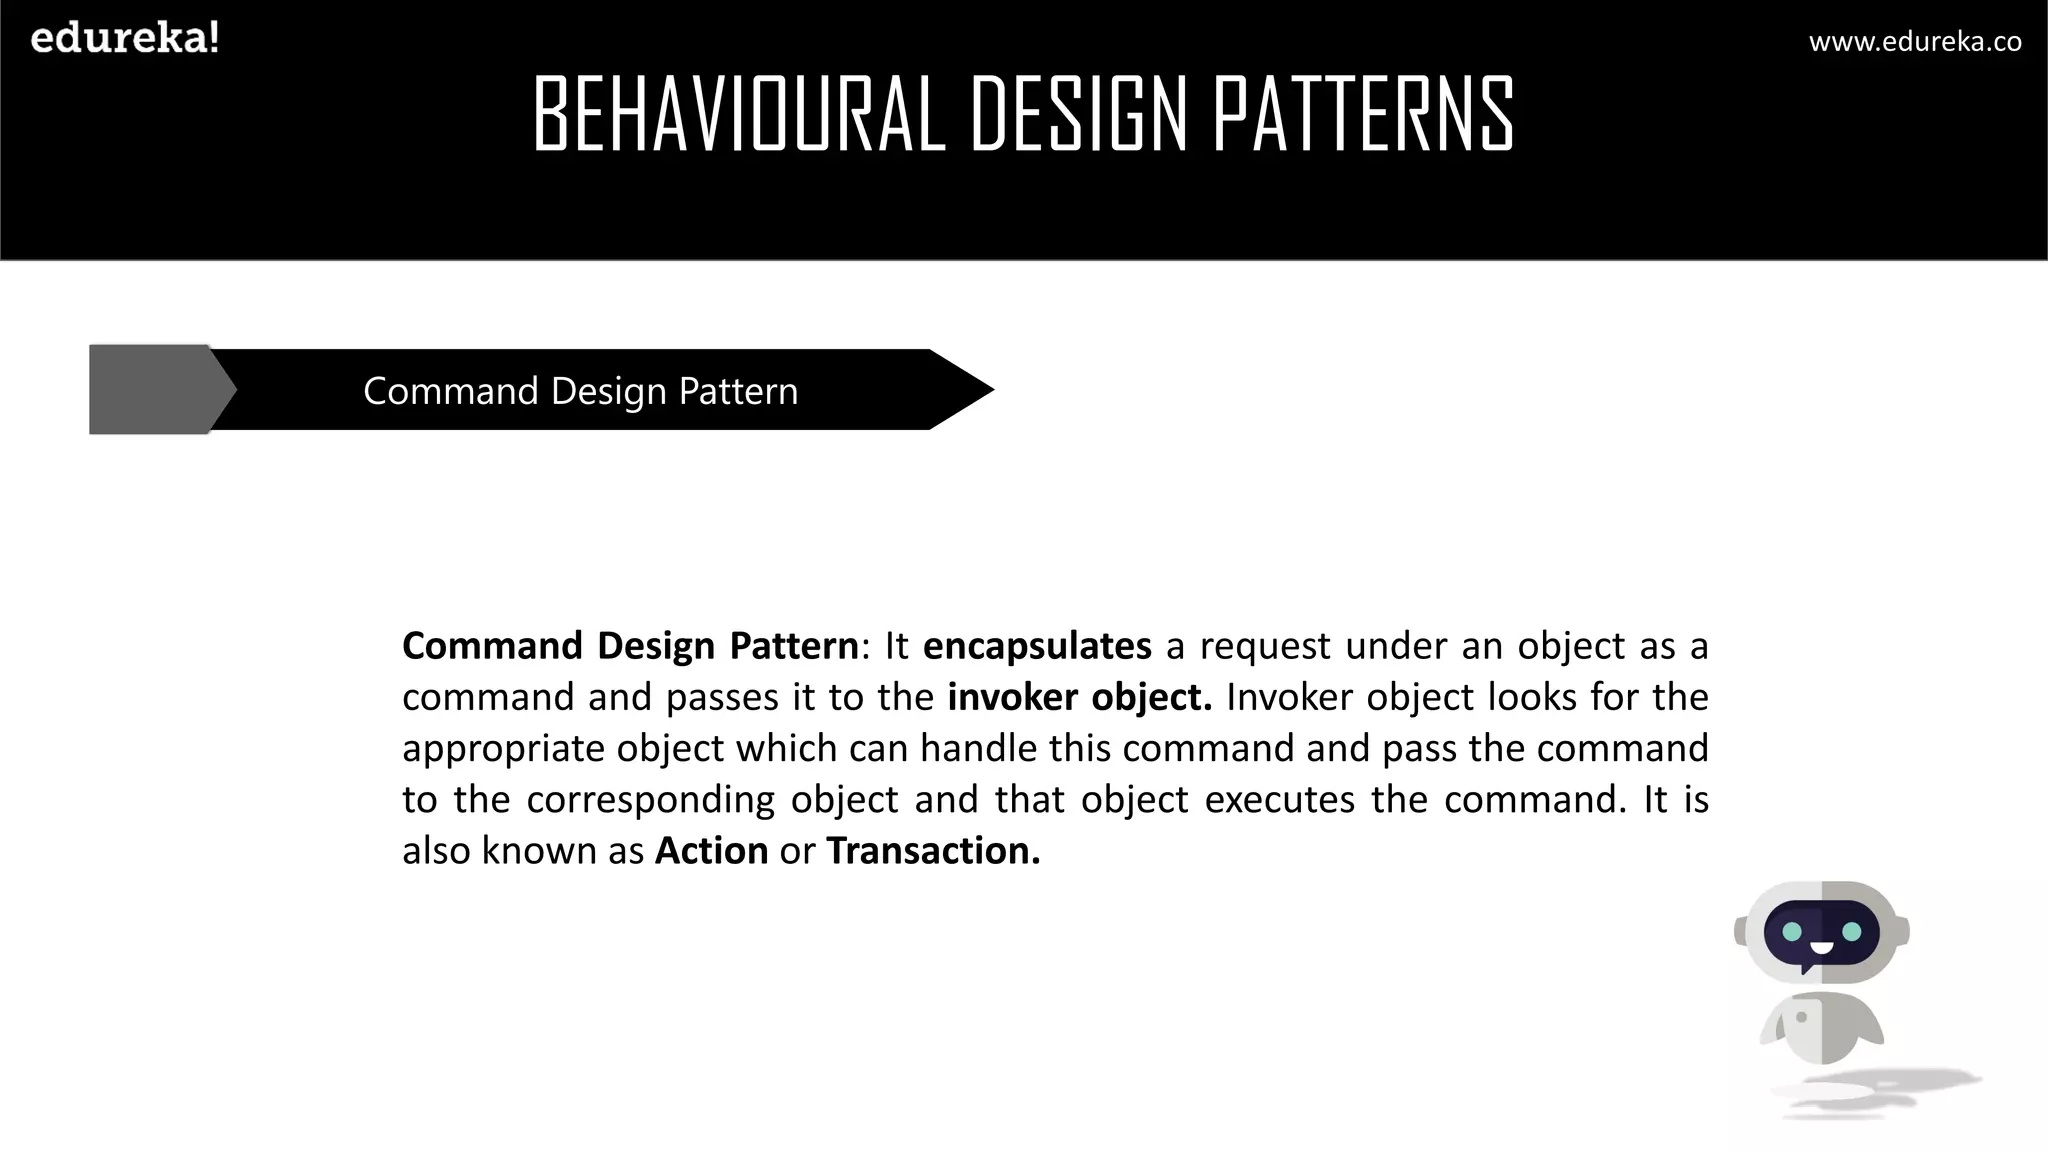 edureka!
www.edureka.co
BEHAVIOURAL DESIGN PATTERNS
Command Design Pattern
Command Design Pattern: It encapsulates a request under an object as a
command and passes it to the invoker object. Invoker object looks for the
appropriate object which can handle this command and pass the command
to the corresponding object and that object executes the command. It is
also known as Action or Transaction.